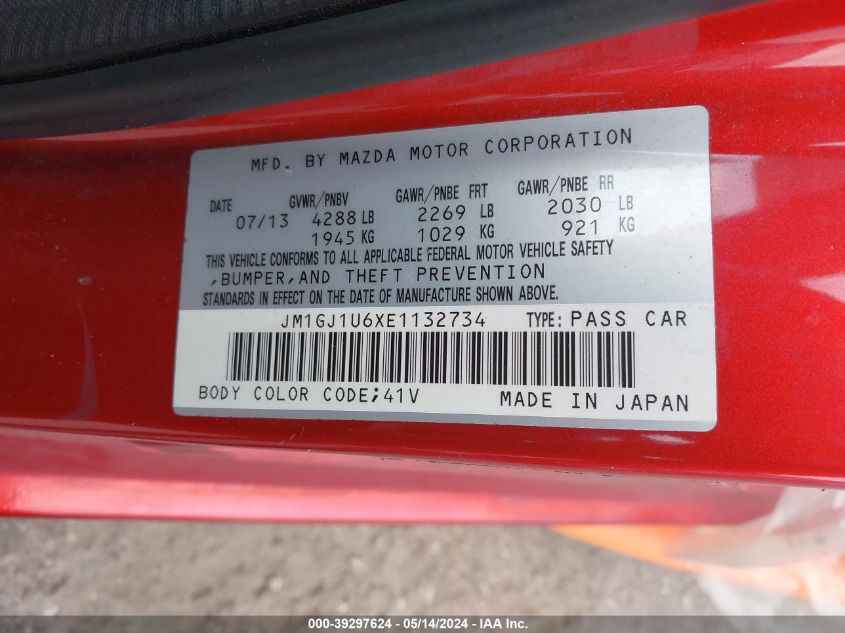 MFD. BY MAZDA MOTOR CORPORATION
DATE GVWR/PNBV GAWR/PNBE FRT GAWR/PNBE RR
07/13 4288 LB 2269 LB 2030 LB
1945 KG 1029 KG 921 KG
THIS VEHICLE CONFORMS TO ALL APPLICABLE FEDERAL MOTOR VEHICLE SAFETY
,BUMPER,AND THEFT PREVENTION
STANDARDS IN EFFECT ON THE DATE OF MANUFACTURE SHOWN ABOVE.
JM1GJ1U6XE1132734 TYPE: PASS CAR
BODY COLOR CODE;41V MADE IN JAPAN
000-39297624 - 05/14/2024 - IAA Inc.